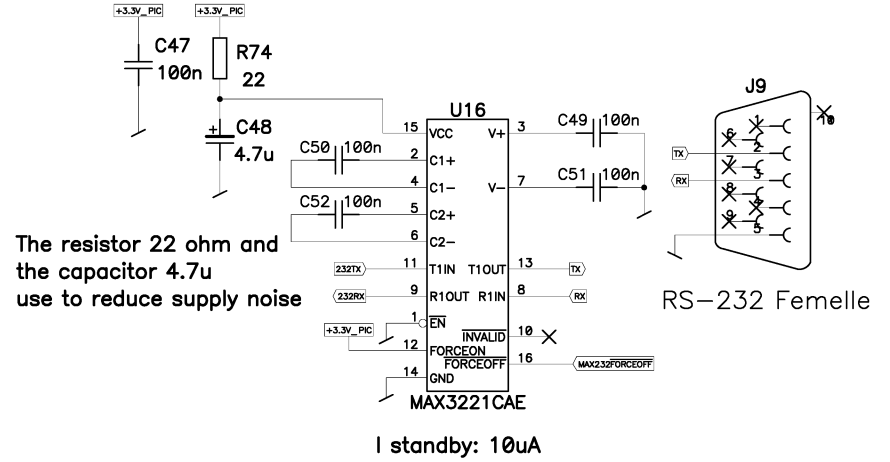 +3.3V_PIC
+3.3V_PIC
C47
100n
R74
22
C48
4.7u
+
U16
J9
C49 100n
C50 100n
C51 100n
C52 100n
15 VCC
2 C1+
4 C1-
5 C2+
6 C2-
11 T1IN
9 R1OUT
1 EN
12 FORCEON
14 GND
V+ 3
V- 7
T1OUT 13
R1IN 8
INVALID 10
FORCEOFF 16
232TX
232RX
+3.3V_PIC
TX
RX
MAX232FORCEOFF
TX
RX
1
6
2
7
3
8
4
9
5
The resistor 22 ohm and
the capacitor 4.7u
use to reduce supply noise
RS-232 Femelle
MAX3221CAE
I standby: 10uA